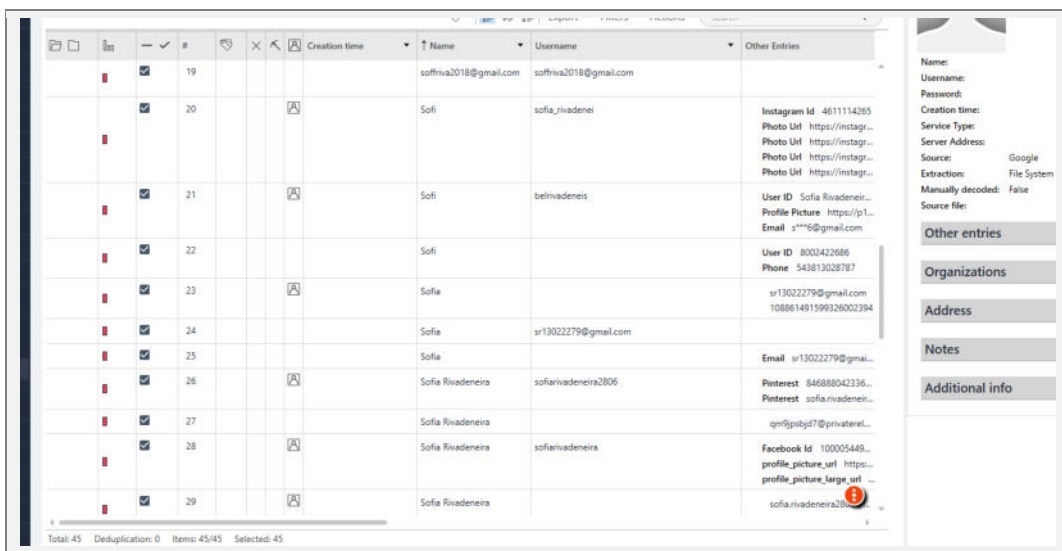 Export Filters Actions Search
# Creation time Name Username Other Entries
19 soffriva2018@gmail.com soffriva2018@gmail.com
20 Sofi sofia_rivadenei Instagram Id 4611114265
Photo Url https://instagr...
Photo Url https://instagr...
Photo Url https://instagr...
Photo Url https://instagr...
21 Sofi belrivadeneis User ID Sofia Rivadeneir...
Profile Picture https://p1...
Email s***6@gmail.com
22 Sofi User ID 8002422686
Phone 543813028787
23 Sofia sr13022279@gmail.com
108861491599326002394
24 Sofia sr13022279@gmail.com
25 Sofia Email sr13022279@gmai...
26 Sofia Rivadeneira sofiarivadeneira2806 Pinterest 846888042336...
Pinterest sofia.rivadeneir...
27 Sofia Rivadeneira qm9jpsbjd7@privaterel...
28 Sofia Rivadeneira sofiarivadeneira Facebook Id 100005449...
profile_picture_url https:...
profile_picture_large_url ...
29 Sofia Rivadeneira
Total: 45 Deduplication: 0 Items: 45/45 Selected: 45
Name:
Username:
Password:
Creation time:
Service Type:
Server Address:
Source: Google
Extraction: File System
Manually decoded: False
Source file:
Other entries
Organizations
Address
Notes
Additional info